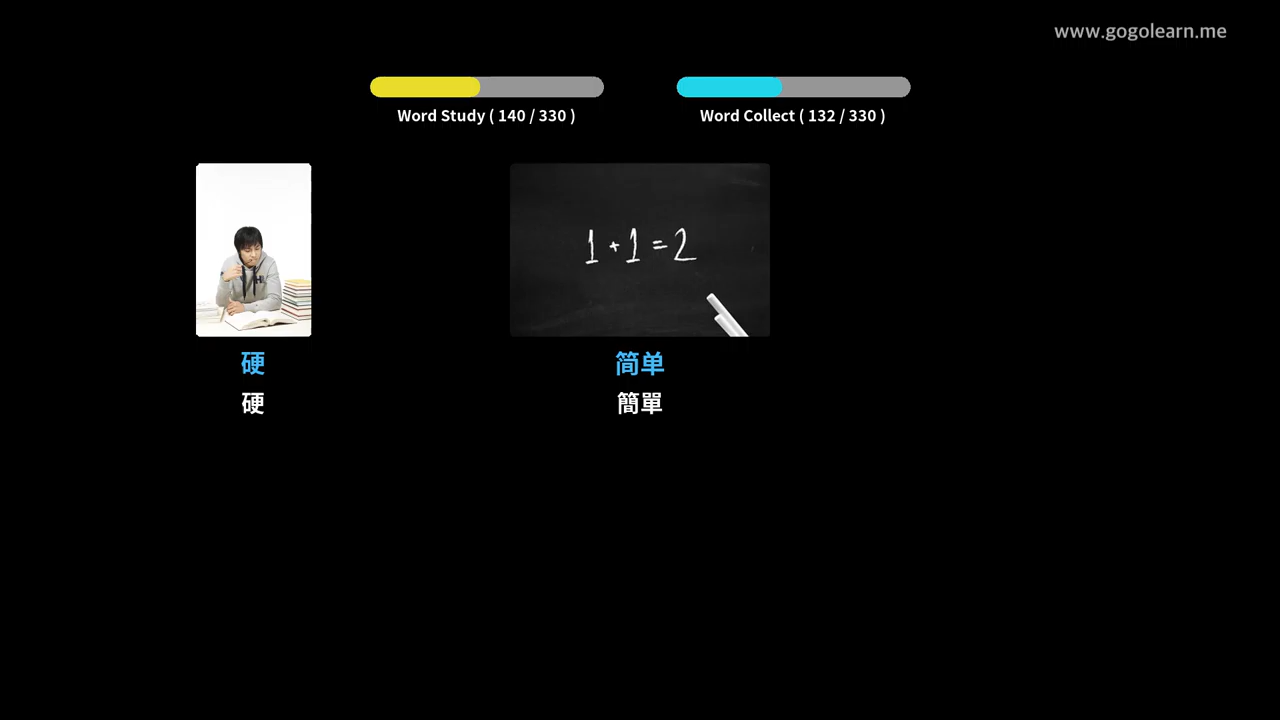 www.gogolearn.me
Word Study ( 140 / 330 )
Word Collect ( 132 / 330 )
1 + 1 = 2
硬
简单
硬
簡單